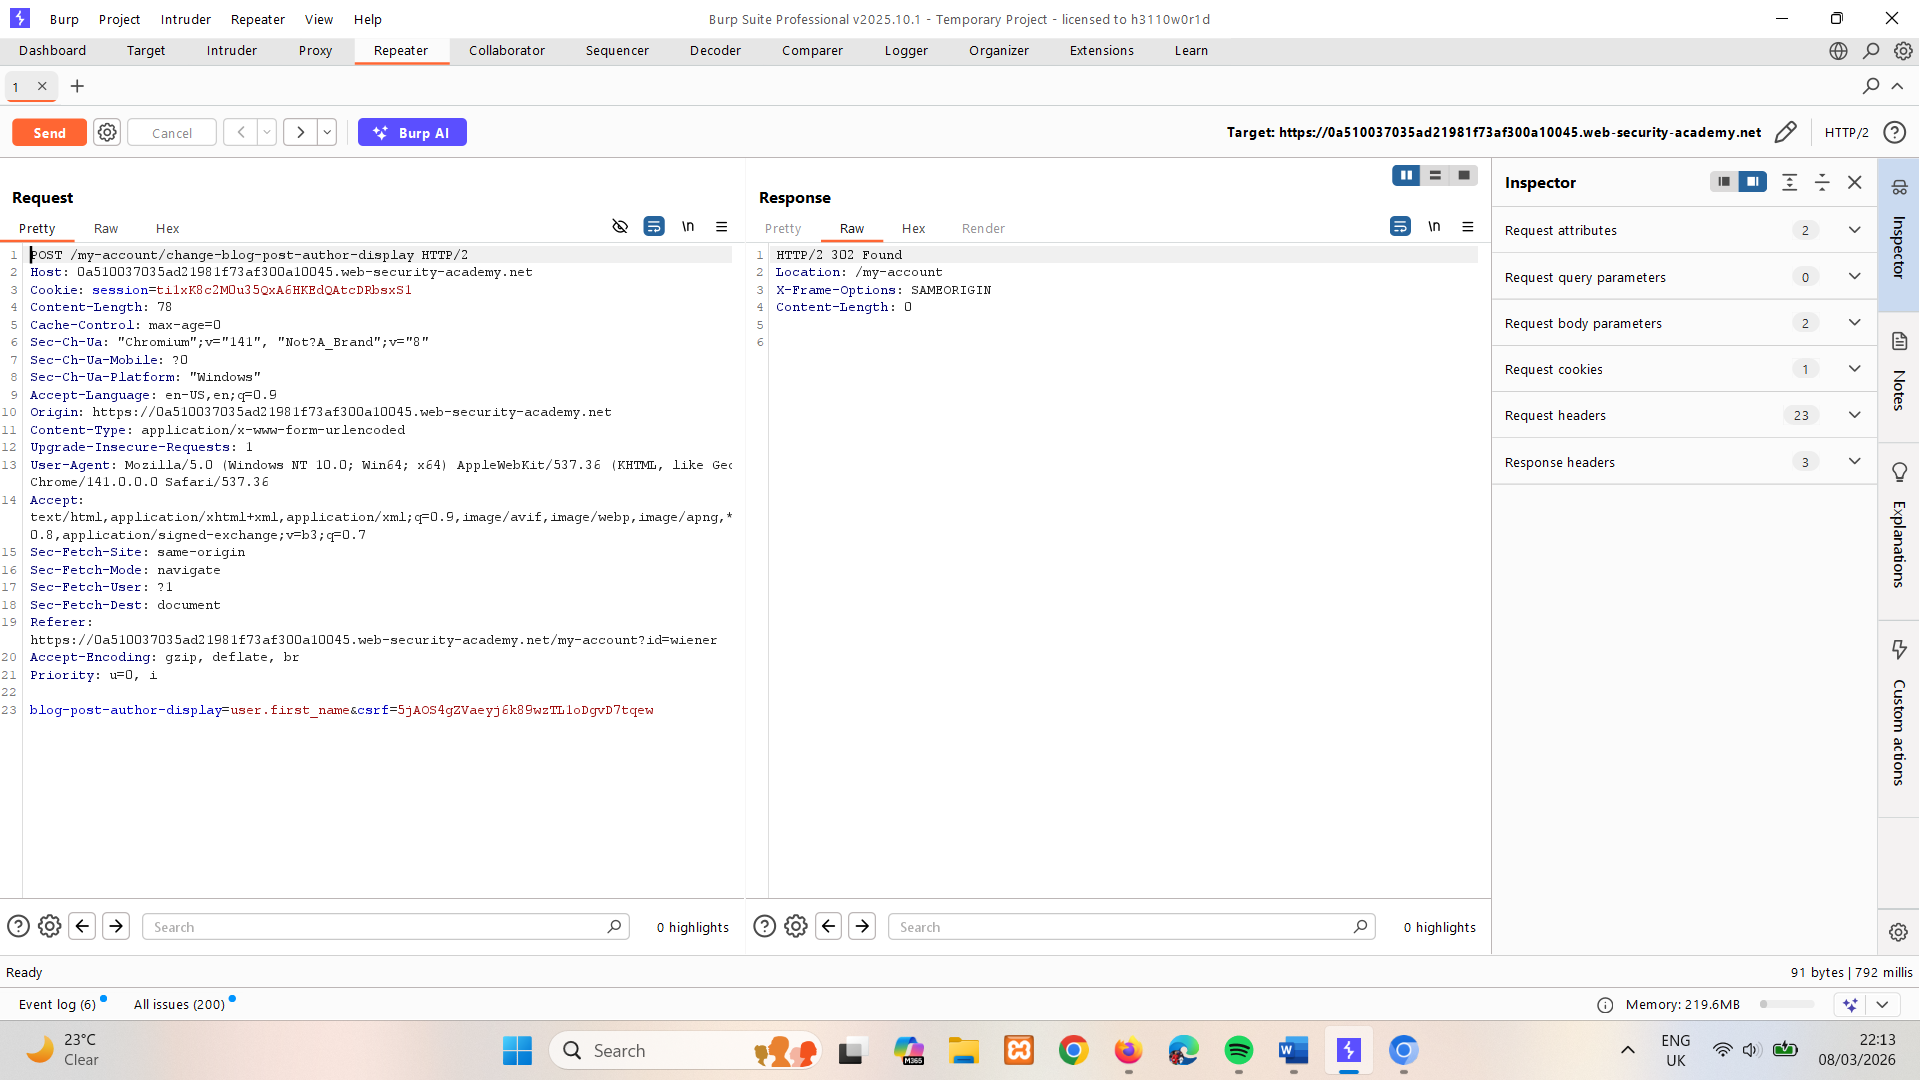 Burp Project Intruder Repeater View Help
Burp Suite Professional v2025.10.1 - Temporary Project - licensed to h3110w0r1d
Dashboard Target Intruder Proxy Repeater Collaborator Sequencer Decoder Comparer Logger Organizer Extensions Learn
1
Send Cancel Burp AI
Target: https://0a510037035ad21981f73af300a10045.web-security-academy.net HTTP/2
Request
Pretty Raw Hex
\n
1 POST /my-account/change-blog-post-author-display HTTP/2
2 Host: 0a510037035ad21981f73af300a10045.web-security-academy.net
3 Cookie: session=ti1xK8c2M0u35QxA6HKEdQAtcDRbsxS1
4 Content-Length: 78
5 Cache-Control: max-age=0
6 Sec-Ch-Ua: "Chromium";v="141", "Not?A_Brand";v="8"
7 Sec-Ch-Ua-Mobile: ?0
8 Sec-Ch-Ua-Platform: "Windows"
9 Accept-Language: en-US,en;q=0.9
10 Origin: https://0a510037035ad21981f73af300a10045.web-security-academy.net
11 Content-Type: application/x-www-form-urlencoded
12 Upgrade-Insecure-Requests: 1
13 User-Agent: Mozilla/5.0 (Windows NT 10.0; Win64; x64) AppleWebKit/537.36 (KHTML, like Gec
Chrome/141.0.0.0 Safari/537.36
14 Accept:
text/html,application/xhtml+xml,application/xml;q=0.9,image/avif,image/webp,image/apng,*
0.8,application/signed-exchange;v=b3;q=0.7
15 Sec-Fetch-Site: same-origin
16 Sec-Fetch-Mode: navigate
17 Sec-Fetch-User: ?1
18 Sec-Fetch-Dest: document
19 Referer:
https://0a510037035ad21981f73af300a10045.web-security-academy.net/my-account?id=wiener
20 Accept-Encoding: gzip, deflate, br
21 Priority: u=0, i
22
23 blog-post-author-display=user.first_name&csrf=5jAOS4gZVaeyj6k89wzTL1oDgvD7tqew
Search
0 highlights
Response
Pretty Raw Hex Render
\n
1 HTTP/2 302 Found
2 Location: /my-account
3 X-Frame-Options: SAMEORIGIN
4 Content-Length: 0
5
6
Search
0 highlights
Inspector
Request attributes 2
Request query parameters 0
Request body parameters 2
Request cookies 1
Request headers 23
Response headers 3
Inspector
Notes
Explanations
Custom actions
Ready
91 bytes | 792 millis
Event log (6) All issues (200)
Memory: 219.6MB
23°C
Clear
Search
M365
ENG
UK
22:13
08/03/2026